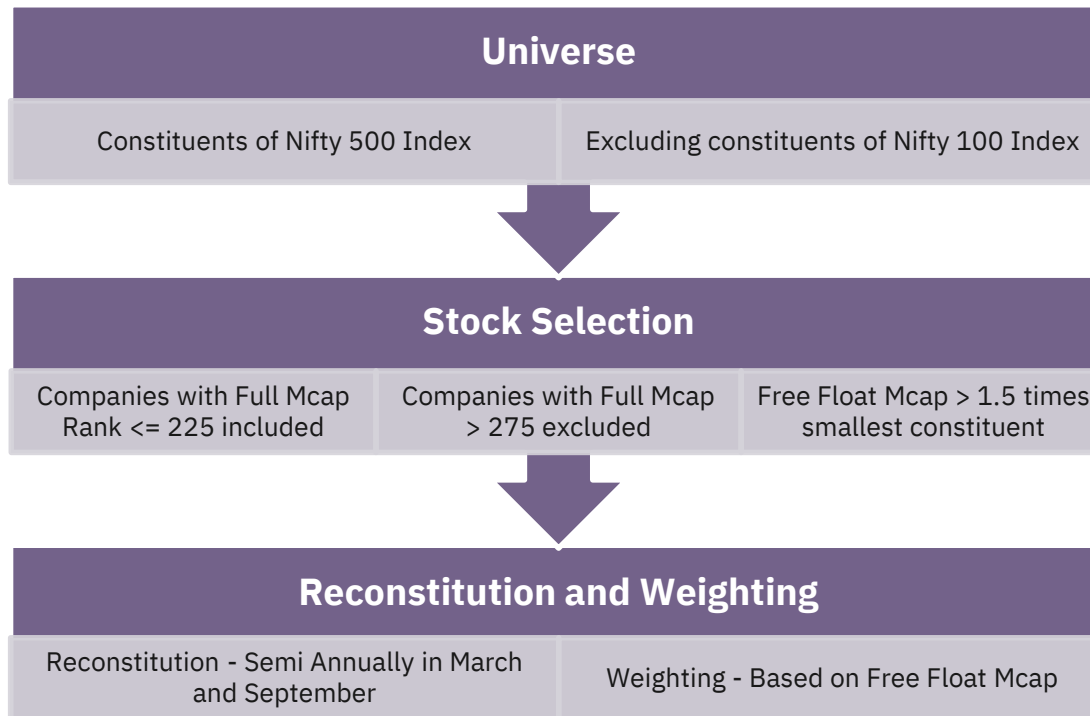 Universe
Constituents of Nifty 500 Index
Excluding constituents of Nifty 100 Index
Stock Selection
Companies with Full Mcap
Rank <= 225 included
Companies with Full Mcap
> 275 excluded
Free Float Mcap > 1.5 times
smallest constituent
Reconstitution and Weighting
Reconstitution - Semi Annually in March
and September
Weighting - Based on Free Float Mcap